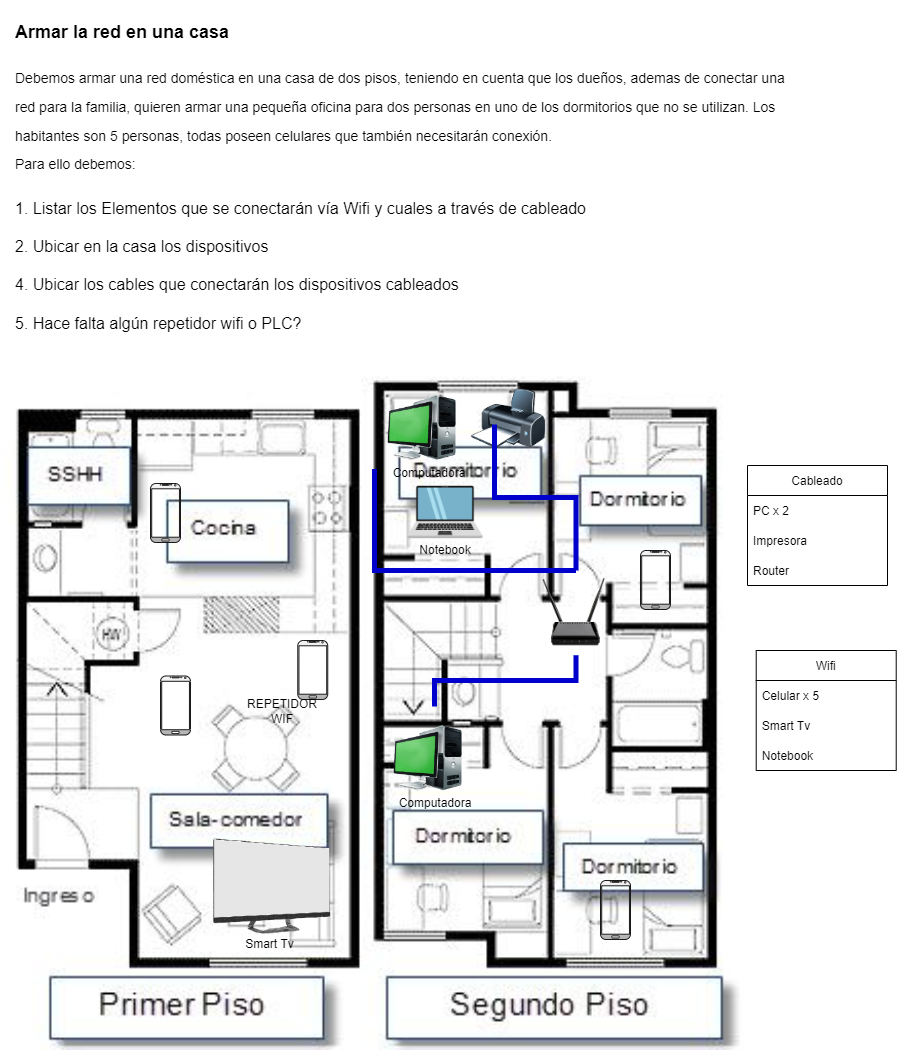 Armar la red en una casa
Debemos armar una red doméstica en una casa de dos pisos, teniendo en cuenta que los dueños, ademas de conectar una
red para la familia, quieren armar una pequeña oficina para dos personas en uno de los dormitorios que no se utilizan. Los
habitantes son 5 personas, todas poseen celulares que también necesitarán conexión.
Para ello debemos:
1. Listar los Elementos que se conectarán vía Wifi y cuales a través de cableado
2. Ubicar en la casa los dispositivos
4. Ubicar los cables que conectarán los dispositivos cableados
5. Hace falta algún repetidor wifi o PLC?
SSHH
Cocina
HW
REPETIDOR
WIF
Sala-comedor
Ingreso
Smart Tv
Primer Piso
Computadora
Dormitorio
Notebook
Dormitorio
Computadora
Dormitorio
Dormitorio
Segundo Piso
Cableado
PC x 2
Impresora
Router
Wifi
Celular x 5
Smart Tv
Notebook